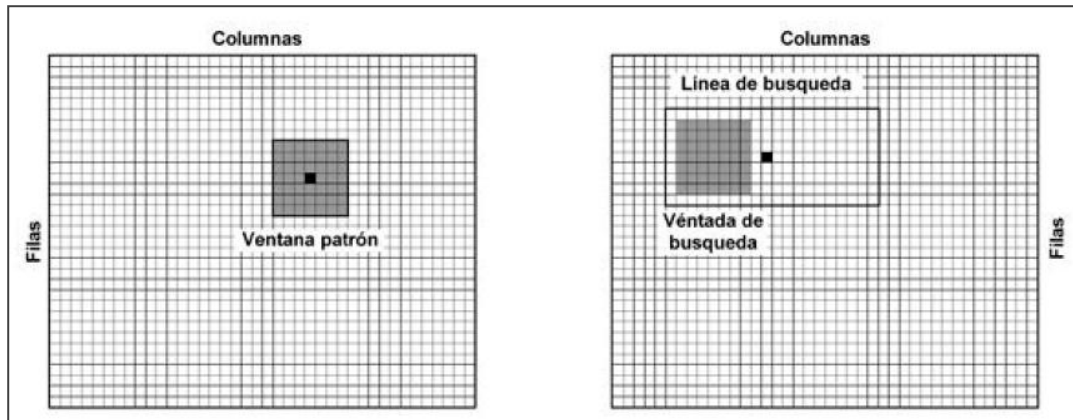 Columnas
Filas
Ventana patrón
Columnas
Línea de busqueda
Véntada de
busqueda
Filas